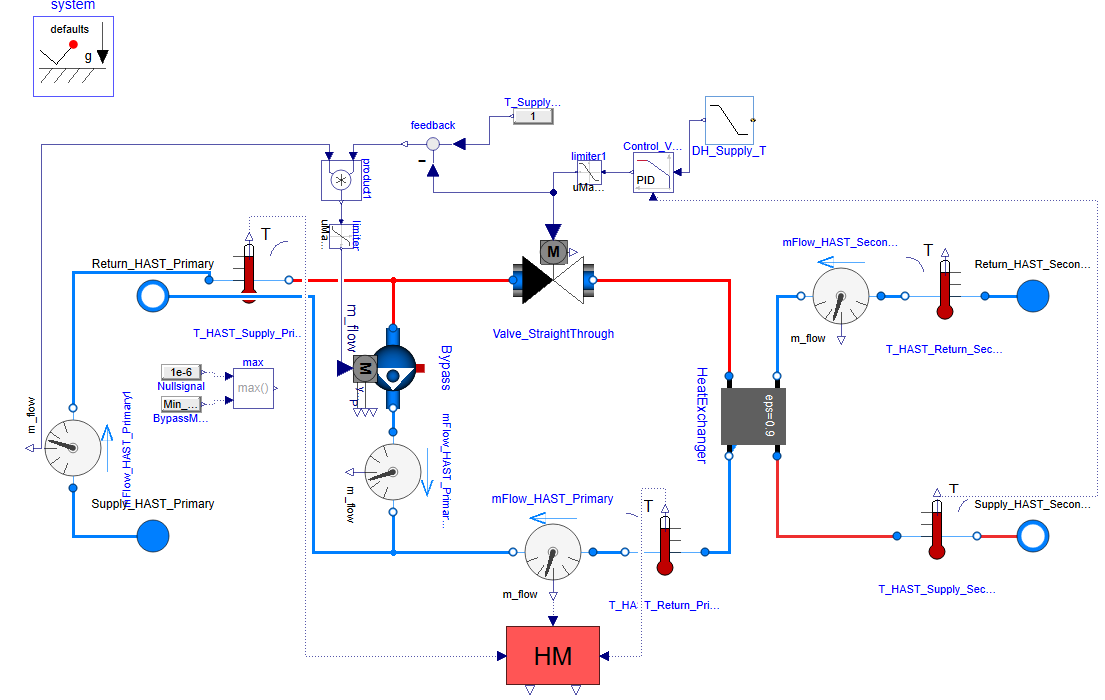 system
defaults
g
T_Supply...
1
feedback
DH_Supply_T
Control_V...
PID
limiter1
uMa...
product1
limiter
uMa...
M
T
Return_HAST_Primary
T_HAST_Supply_Pri...
m_flow
M
Bypass
Valve_StraightThrough
mFlow_HAST_Secon...
m_flow
T
Return_HAST_Secon...
T_HAST_Return_Sec...
1e-6
Nullsignal
Min_...
BypassM...
max
max()
HeatExchanger
eps=0.9
m_flow
mFlow_HAST_Primary1
Supply_HAST_Primary
mFlow_HAST_Primar...
m_flow
mFlow_HAST_Primary
m_flow
T
T_HA
T_Return_Pri...
T
Supply_HAST_Secon...
T_HAST_Supply_Sec...
HM